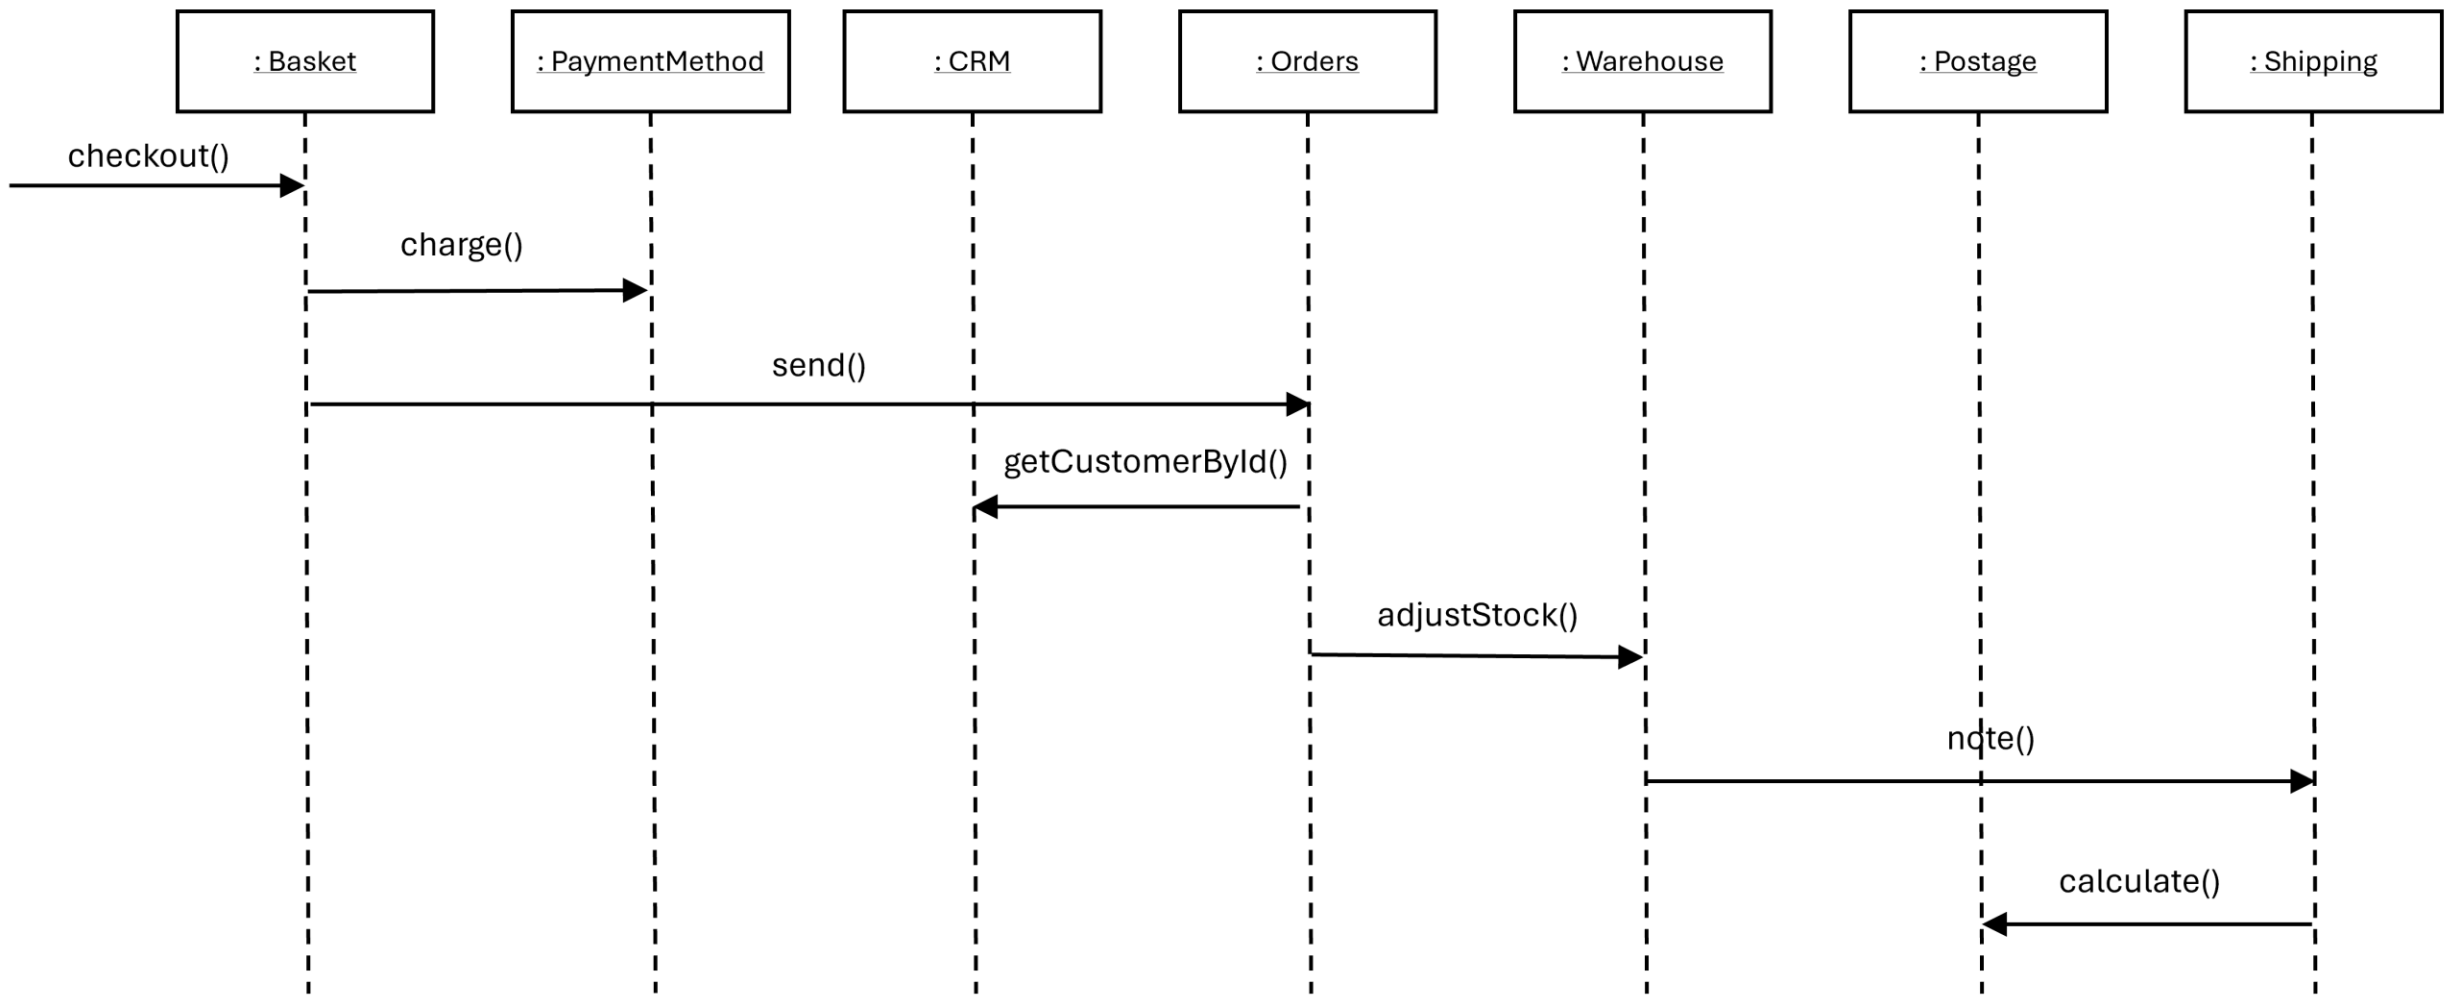 : Basket
: PaymentMethod
: CRM
: Orders
: Warehouse
: Postage
: Shipping
checkout()
charge()
send()
getCustomerById()
adjustStock()
note()
calculate()